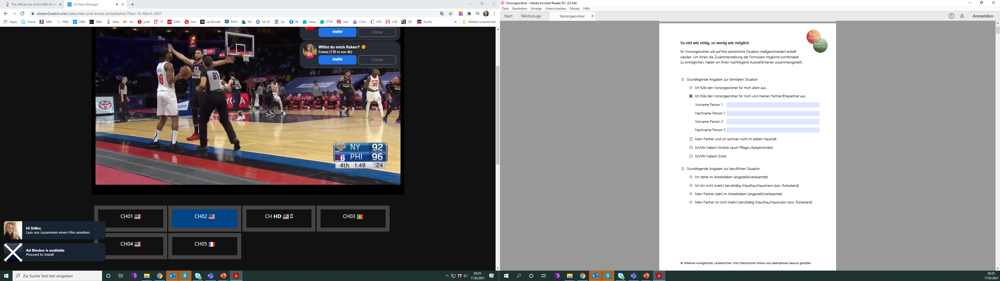 The official site of the NBA for th
(2) New Message!
stream2watch.one/video/new-york-knicks-philadelphia-76ers-16-March-2021
Apps
Cloua
NBA
NBA
NBA
NBA
Stats
he
ynet
JP
CNN
Ind.
Le Monde
BNN
KA
EA W.
Syr
fb
Haus
ETW
Inst.
Citrix
KID
LUK
QR
Suche
»
Weitere Lesezeichen
mehr
Close
Willst du mich ficken? 😘
Emma (730 m von dir)
mehr
Close
81
25
8
30
12
30
TOYOTA
StubHub
NY 92
PHI 96
4th 1:49 :24
CH01
CH02
CH HD
CH03
CH04
CH05
Hi Süßer,
Lass uns zusammen einen Film ansehen
Ad Blocker is avaliable
Procced to Install
Zur Suche Text hier eingeben
03:25
17.03.2021
Vorsorgeordner - Adobe Acrobat Reader DC (32-bit)
Datei Bearbeiten Anzeige Unterschreiben Fenster Hilfe
Start Werkzeuge Vorsorgeordner
Anmelden
Was bleibt.
Nicht(s) vergessen
So viel wie nötig, so wenig wie möglich
Ihr Vorsorgeordner soll auf Ihre persönliche Situation maßgeschneidert erstellt
werden. Um Ihnen die Zusammenstellung der Formulare möglichst komfortabel
zu ermöglichen, haben wir Ihnen nachfolgend Auswahlkriterien zusammengestellt.
1) Grundlegende Angaben zur familiären Situation
Ich fülle den Vorsorgeordner für mich allein aus.
Ich fülle den Vorsorgeordner für mich und meinen Partner/Ehepartner aus.
Vorname Person 1:
Nachname Person 1:
Vorname Person 2:
Nachname Person 2:
Mein Partner und ich wohnen nicht im selben Haushalt
Ich/Wir habe/n Kind/er (auch Pflege-/Adoptivkinder)
Ich/Wir habe/n Enkel
2) Grundlegende Angaben zur beruflichen Situation
Ich stehe im Arbeitsleben (angestellt/verbeamtet)
Ich bin nicht (mehr) berufstätig (Hausfrau/Hausmann bzw. Ruhestand)
Mein Partner steht im Arbeitsleben (angestellt/verbeamtet)
Mein Partner ist nicht (mehr) berufstätig (Hausfrau/Hausmann bzw. Ruhestand)
© Initiativen evangelischer Landeskirchen, ihrer Diakonischen Werke und Lebensphasen bewusst gestalten
03:25
17.03.2021